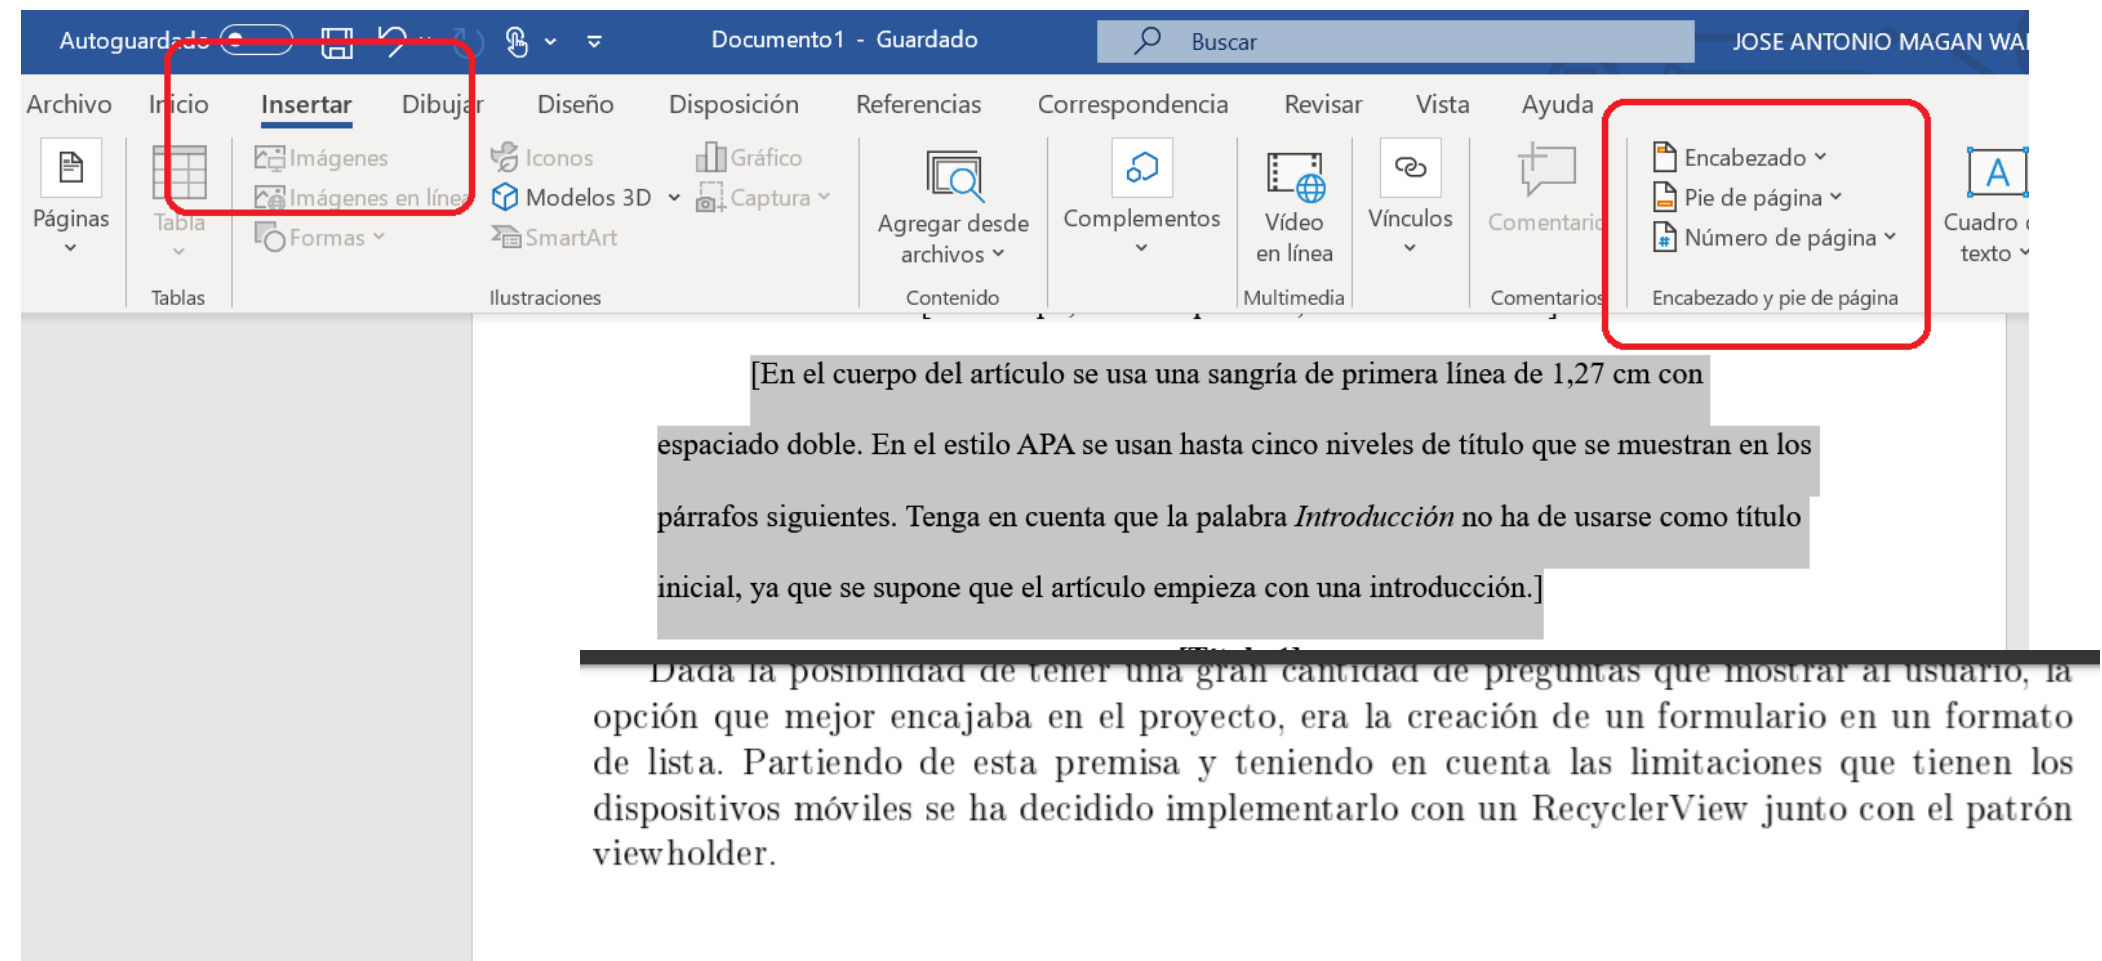 Autoguardado
Documento1 - Guardado
Buscar
JOSE ANTONIO MAGAN
Archivo Inicio Insertar Dibujar Diseño Disposición Referencias Correspondencia Revisar Vista Ayuda
Páginas
Tabla
Tablas
Imágenes
Imágenes en línea
Formas
Iconos
Modelos 3D
SmartArt
Gráfico
Captura
Ilustraciones
Agregar desde
archivos
Contenido
Complementos
Vídeo
en línea
Multimedia
Vínculos
Comentario
Comentarios
Encabezado
Pie de página
Número de página
Encabezado y pie de página
A
Cuadro
texto
[En el cuerpo del artículo se usa una sangría de primera línea de 1,27 cm con
espaciado doble. En el estilo APA se usan hasta cinco niveles de título que se muestran en los
párrafos siguientes. Tenga en cuenta que la palabra Introducción no ha de usarse como título
inicial, ya que se supone que el artículo empieza con una introducción.]
Dada la posibilidad de tener una gran cantidad de preguntas que mostrar al usuario, la
opción que mejor encajaba en el proyecto, era la creación de un formulario en un formato
de lista. Partiendo de esta premisa y teniendo en cuenta las limitaciones que tienen los
dispositivos móviles se ha decidido implementarlo con un RecyclerView junto con el patrón
viewholder.